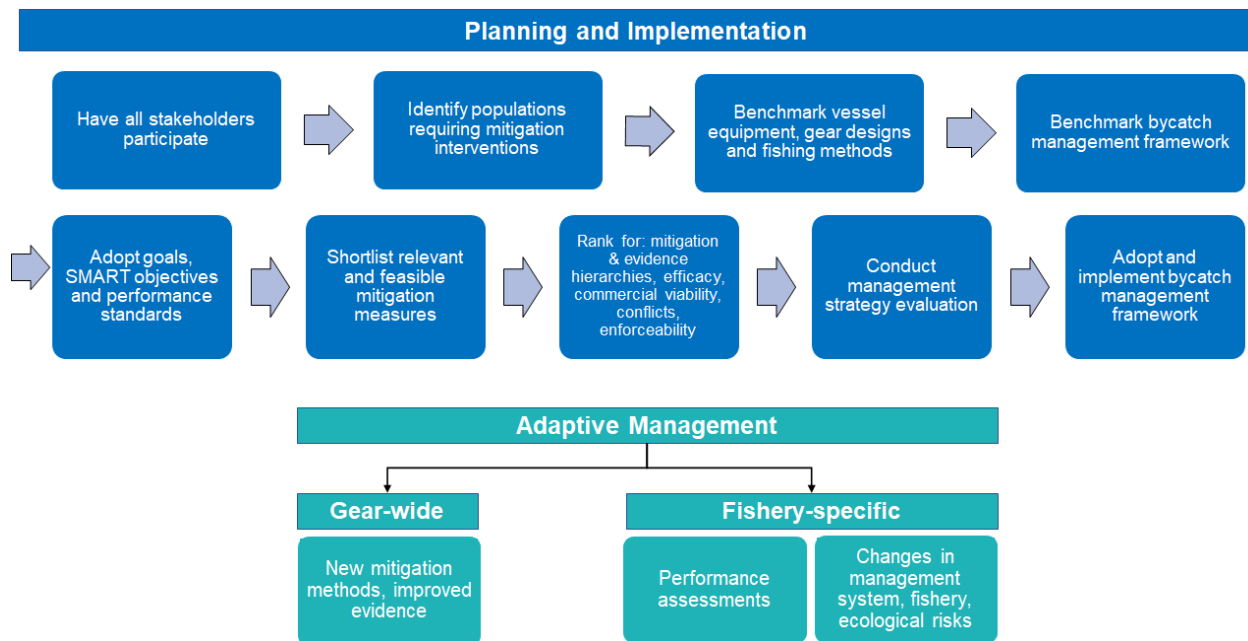 Planning and Implementation
Have all stakeholders
participate
Identify populations
requiring mitigation
interventions
Benchmark vessel
equipment, gear designs
and fishing methods
Benchmark bycatch
management framework
Adopt goals,
SMART objectives
and performance
standards
Shortlist relevant
and feasible
mitigation
measures
Rank for: mitigation
& evidence
hierarchies, efficacy,
commercial viability,
conflicts,
enforceability
Conduct
management
strategy evaluation
Adopt and
implement bycatch
management
framework
Adaptive Management
Gear-wide
Fishery-specific
New mitigation
methods, improved
evidence
Performance
assessments
Changes in
management
system, fishery,
ecological risks